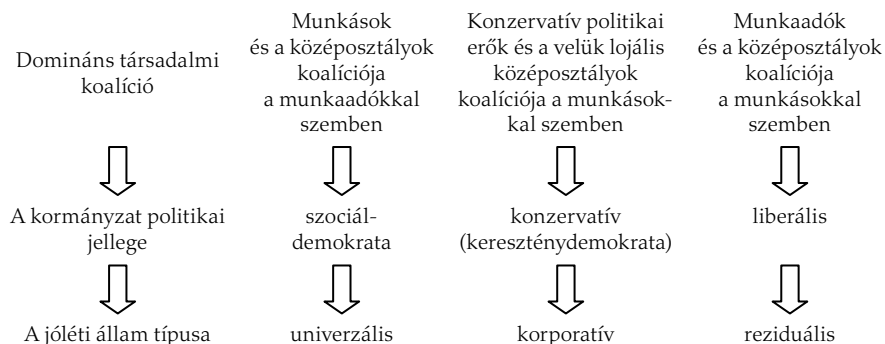 Domináns társadalmi
koalíció
Munkások
és a középosztályok
koalíciója
a munkaadókkal
szemben
Konzervatív politikai
erők és a velük lojális
középosztályok
koalíciója a munkások-
kal szemben
Munkaadók
és a középosztályok
koalíciója
a munkásokkal
szemben
A kormányzat politikai
jellege
szociál-
demokrata
konzervatív
(kereszténydemokrata)
liberális
A jóléti állam típusa
univerzális
korporatív
reziduális